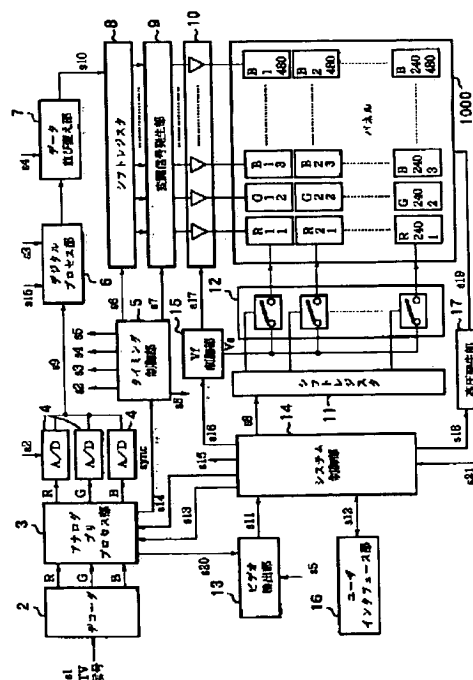 2
デコーダ
s1
TV
信号
R
G
B
3
アナログ
プリ
プロセス部
R
G
B
sync
4
A/D
A/D
4
A/D
s2
s9
s15
s3
デジタル
プロセス部
6
s4
7
データ
並び替え部
s10
8
シフトレジスタ
9
変調信号発生部
10
s6
s7
s17
s2
s3
s4
s5
5
タイミング
制御部
s8
s14
s13
15
Vf
制御部
Vs
s16
s15
s20
13
ビデオ
検出部
s5
s11
s12
16
ユーザ
インタフェース部
14
システム
制御部
s8
11
シフトレジスタ
12
R
1
1
G
1
2
B
1
3
B
1
480
R
2
1
G
2
2
B
2
3
B
2
480
R
240
1
G
240
2
B
240
3
B
240
480
パネル
1000
s19
17
高圧発生部
s18
s21